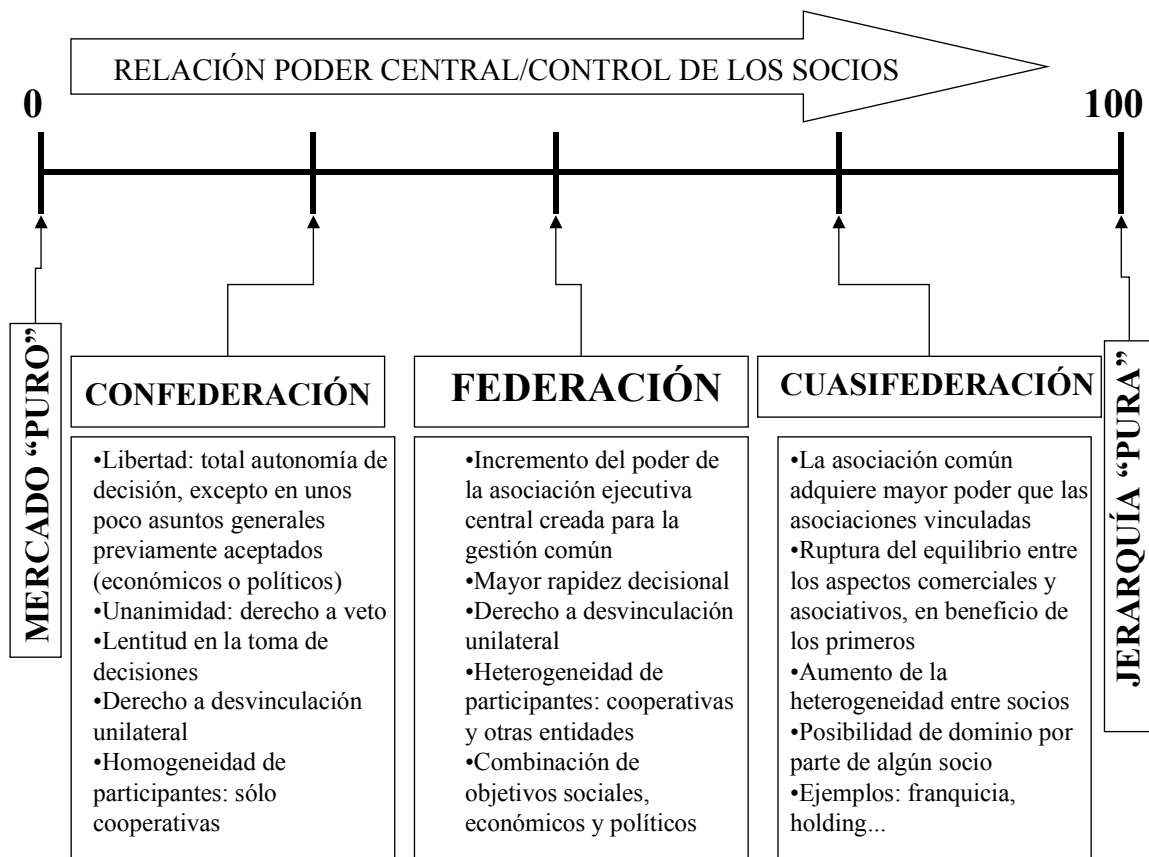 RELACIÓN PODER CENTRAL/CONTROL DE LOS SOCIOS
0
100
MERCADO “PURO”
CONFEDERACIÓN
•Libertad: total autonomía de
decisión, excepto en unos
poco asuntos generales
previamente aceptados
(económicos o políticos)
•Unanimidad: derecho a veto
•Lentitud en la toma de
decisiones
•Derecho a desvinculación
unilateral
•Homogeneidad de
participantes: sólo
cooperativas
FEDERACIÓN
•Incremento del poder de
la asociación ejecutiva
central creada para la
gestión común
•Mayor rapidez decisional
•Derecho a desvinculación
unilateral
•Heterogeneidad de
participantes: cooperativas
y otras entidades
•Combinación de
objetivos sociales,
económicos y políticos
CUASIFEDERACIÓN
•La asociación común
adquiere mayor poder que las
asociaciones vinculadas
•Ruptura del equilibrio entre
los aspectos comerciales y
asociativos, en beneficio de
los primeros
•Aumento de la
heterogeneidad entre socios
•Posibilidad de dominio por
parte de algún socio
•Ejemplos: franquicia,
holding...
JERARQUÍA “PURA”